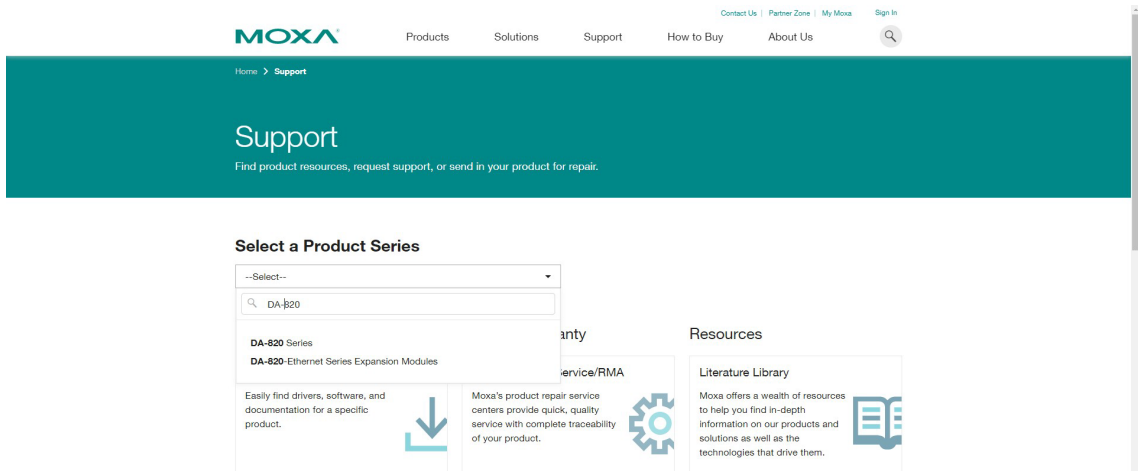 Contact Us | Partner Zone | My Moxa Sign In
MOXA®
Products Solutions Support How to Buy About Us
Home > Support
Support
Find product resources, request support, or send in your product for repair.
Select a Product Series
--Select--
DA-820
DA-820 Series
DA-820-Ethernet Series Expansion Modules
Easily find drivers, software, and
documentation for a specific
product.
anty
ervice/RMA
Moxa's product repair service
centers provide quick, quality
service with complete traceability
of your product.
Resources
Literature Library
Moxa offers a wealth of resources
to help you find in-depth
information on our products and
solutions as well as the
technologies that drive them.